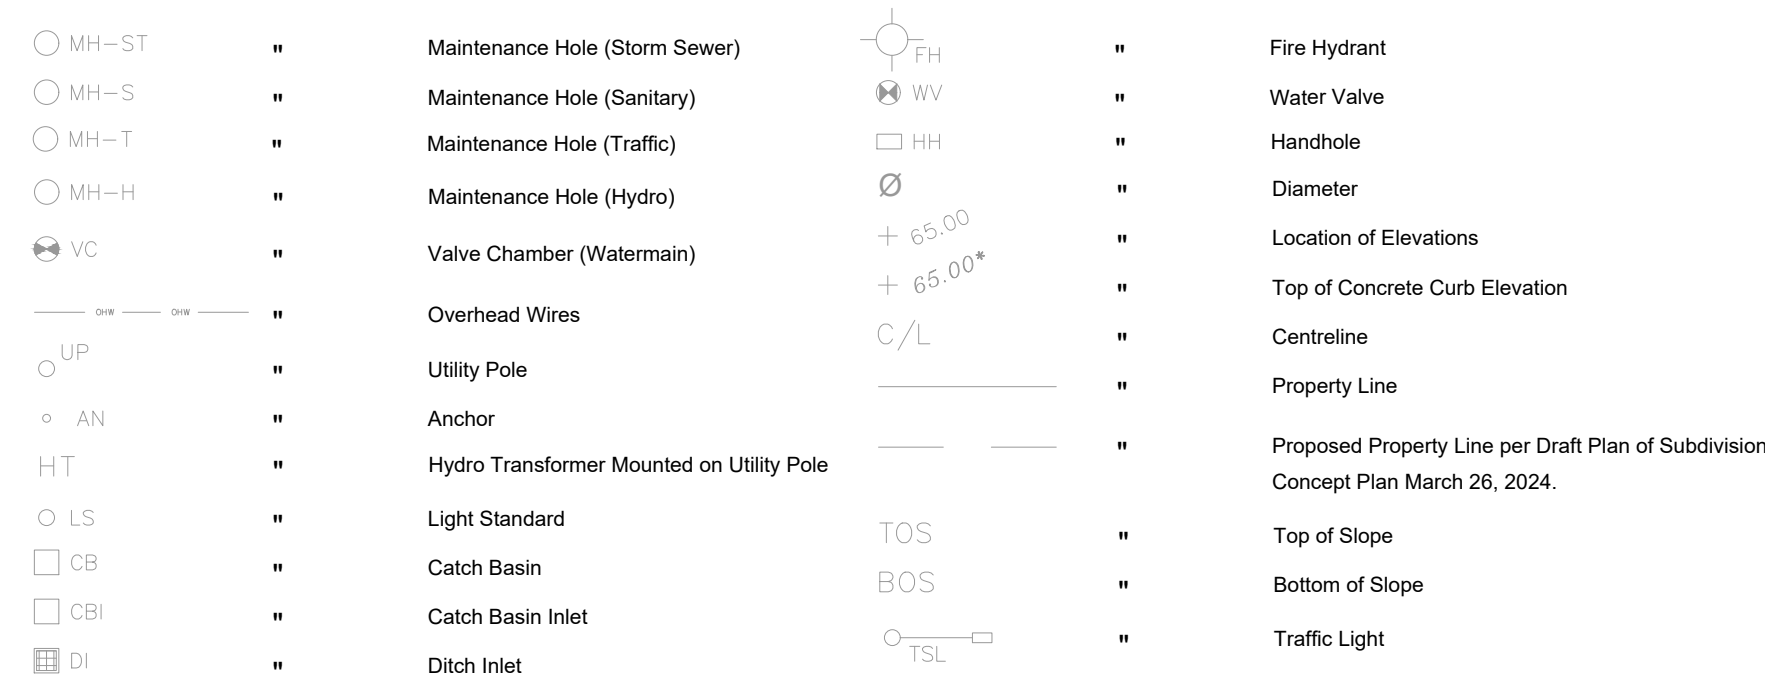 MH-ST " Maintenance Hole (Storm Sewer)
MH-S " Maintenance Hole (Sanitary)
MH-T " Maintenance Hole (Traffic)
MH-H " Maintenance Hole (Hydro)
VC " Valve Chamber (Watermain)
OHW OHW " Overhead Wires
UP " Utility Pole
AN " Anchor
HT " Hydro Transformer Mounted on Utility Pole
LS " Light Standard
CB " Catch Basin
CBI " Catch Basin Inlet
DI " Ditch Inlet
FH " Fire Hydrant
WV " Water Valve
HH " Handhole
Ø " Diameter
+ 65.00 " Location of Elevations
+ 65.00* " Top of Concrete Curb Elevation
C/L " Centreline
" Property Line
" Proposed Property Line per Draft Plan of Subdivision
Concept Plan March 26, 2024.
TOS " Top of Slope
BOS " Bottom of Slope
TSL " Traffic Light